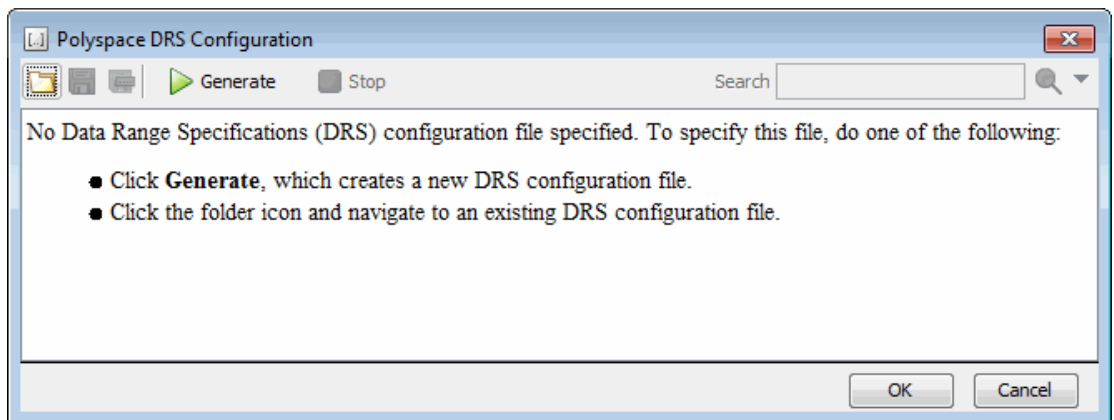 Polyspace DRS Configuration
Generate Stop Search
No Data Range Specifications (DRS) configuration file specified. To specify this file, do one of the following:
Click Generate, which creates a new DRS configuration file.
Click the folder icon and navigate to an existing DRS configuration file.
OK Cancel